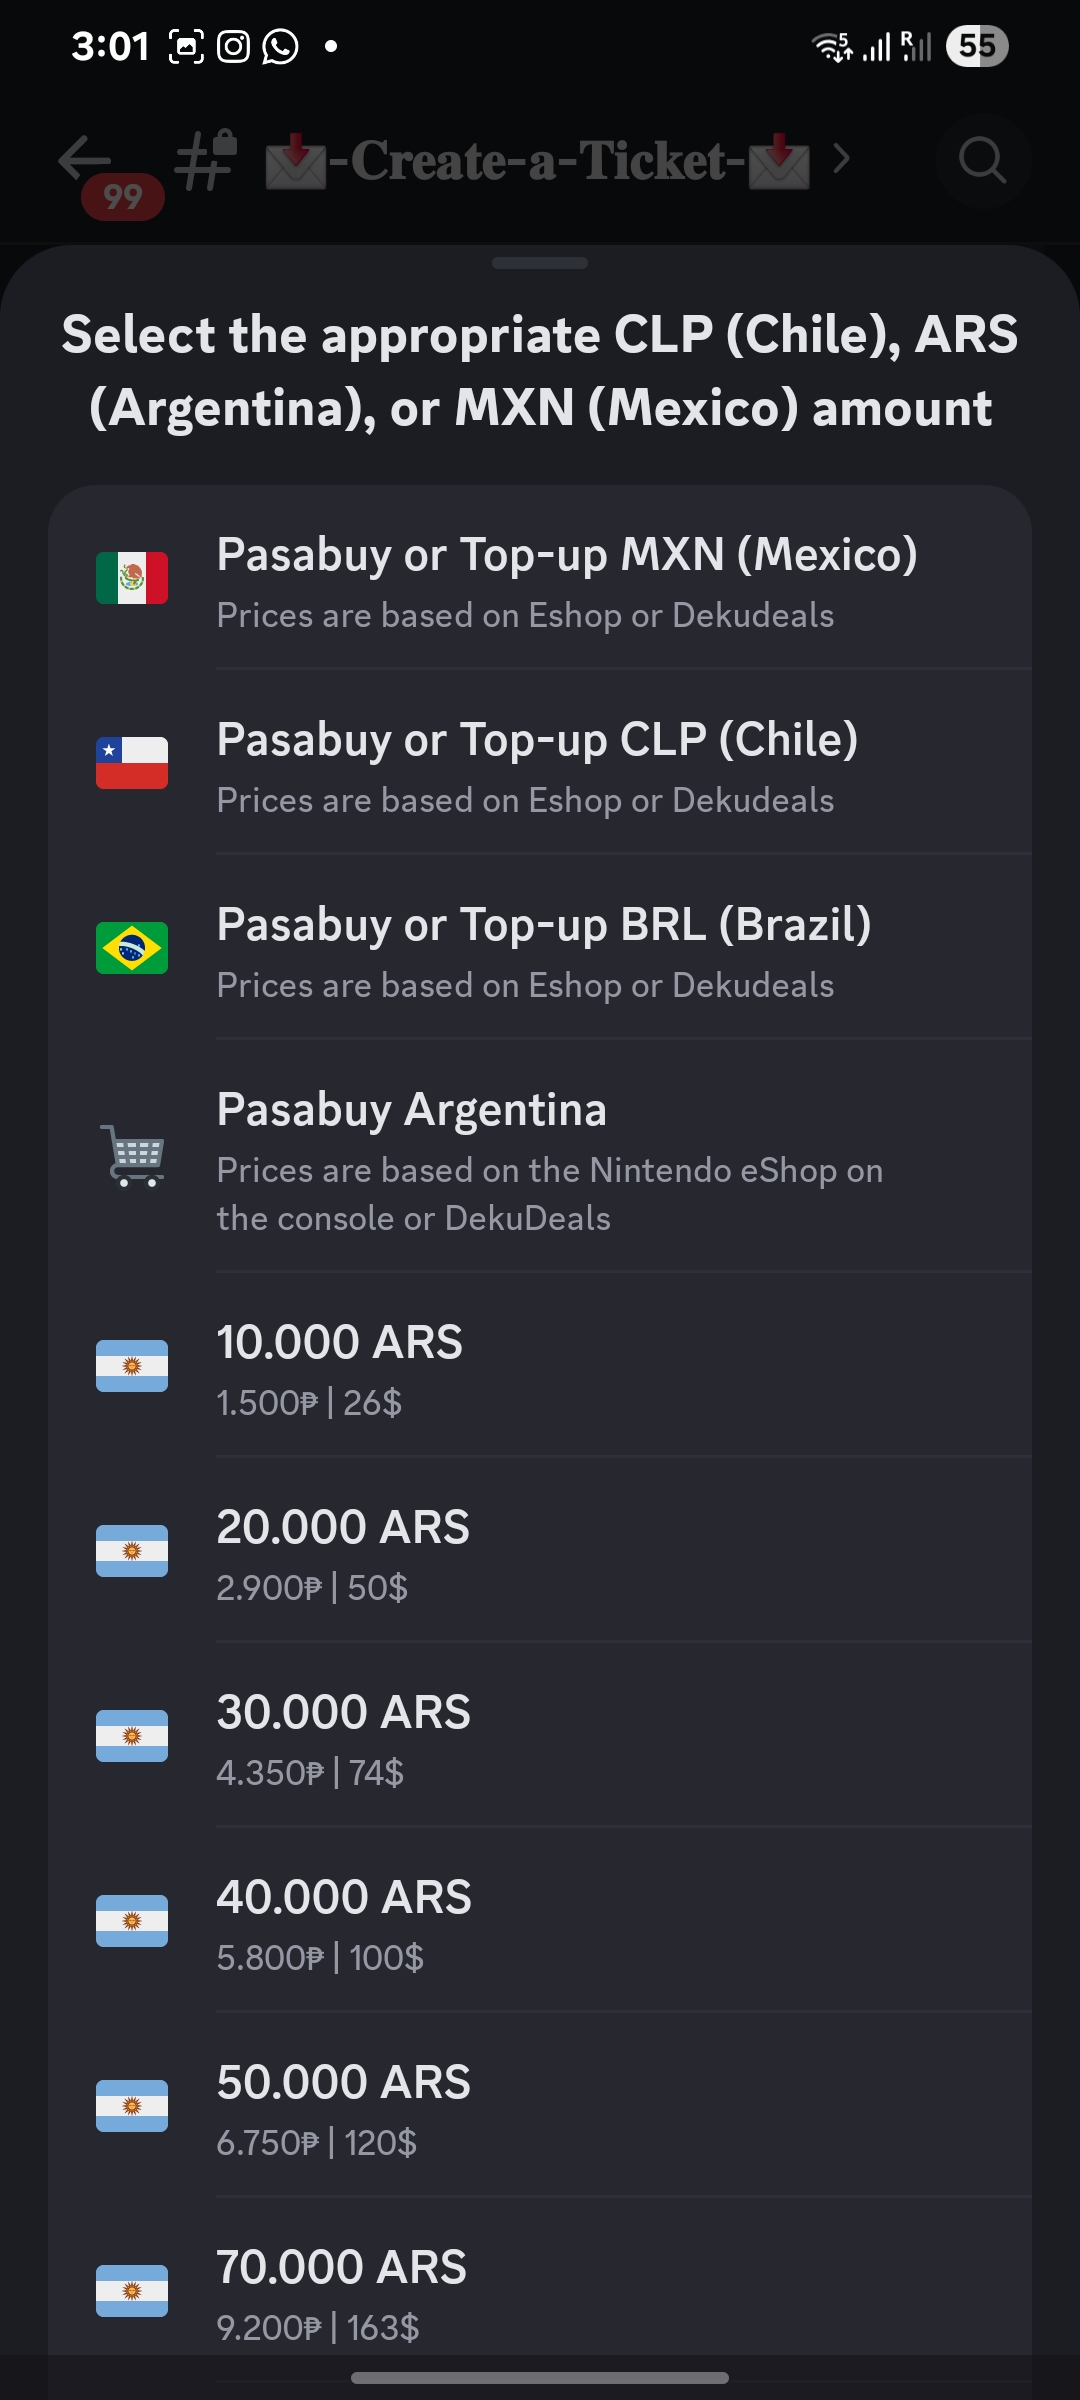 3:01
5
R
55
99
-Create-a-Ticket-
Select the appropriate CLP (Chile), ARS
(Argentina), or MXN (Mexico) amount
Pasabuy or Top-up MXN (Mexico)
Prices are based on Eshop or Dekudeals
Pasabuy or Top-up CLP (Chile)
Prices are based on Eshop or Dekudeals
Pasabuy or Top-up BRL (Brazil)
Prices are based on Eshop or Dekudeals
Pasabuy Argentina
Prices are based on the Nintendo eShop on
the console or DekuDeals
10.000 ARS
1.500₱ | 26$
20.000 ARS
2.900₱ | 50$
30.000 ARS
4.350₱ | 74$
40.000 ARS
5.800₱ | 100$
50.000 ARS
6.750₱ | 120$
70.000 ARS
9.200₱ | 163$